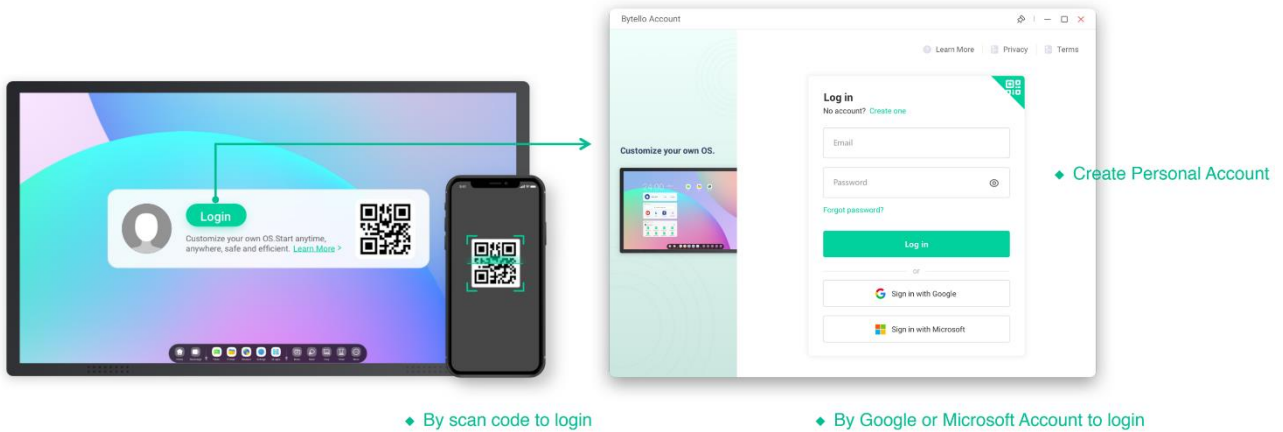 Login
Customize your own OS.Start anytime,
anywhere, safe and efficient. Learn More >
Bytello Account
Learn More
Privacy
Terms
Customize your own OS.
Log in
No account? Create one
Email
Password
Forgot password?
Log in
or
Sign in with Google
Sign in with Microsoft
◆ Create Personal Account
◆ By scan code to login
◆ By Google or Microsoft Account to login